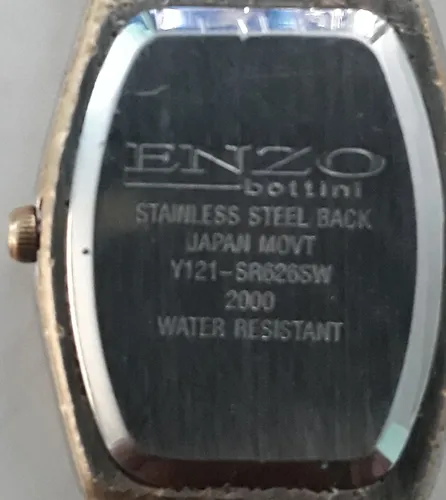 ENZO
bottini
STAINLESS STEEL BACK
JAPAN MOVT
Y121-SR626SW
2000
WATER RESISTANT